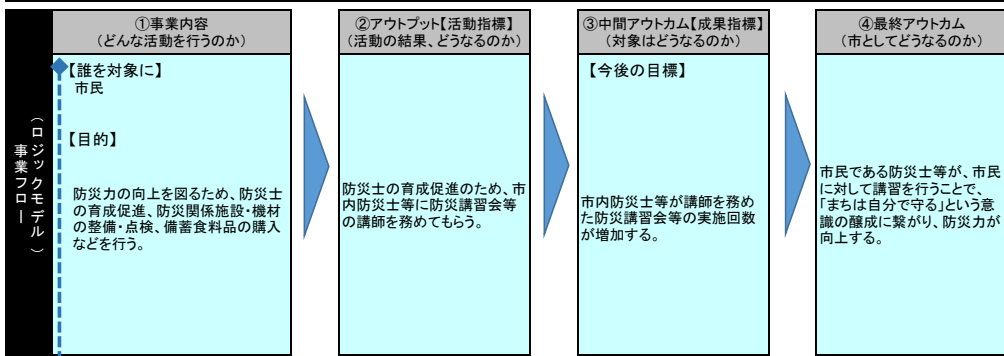 事業フロー
（ロジックモデル）
①事業内容
（どんな活動を行うのか）
【誰を対象に】
市民
【目的】
防災力の向上を図るため、防災士
の育成促進、防災関係施設・機材
の整備・点検、備蓄食料品の購入
などを行う。
②アウトプット【活動指標】
（活動の結果、どうなるのか）
防災士の育成促進のため、市
内防災士等に防災講習会等
の講師を務めてもらう。
③中間アウトカム【成果指標】
（対象はどうなるのか）
【今後の目標】
市内防災士等が講師を務め
た防災講習会等の実施回数
が増加する。
④最終アウトカム
（市としてどうなるのか）
市民である防災士等が、市民
に対して講習を行うことで、
「まちは自分で守る」という意
識の醸成に繋がり、防災力が
向上する。